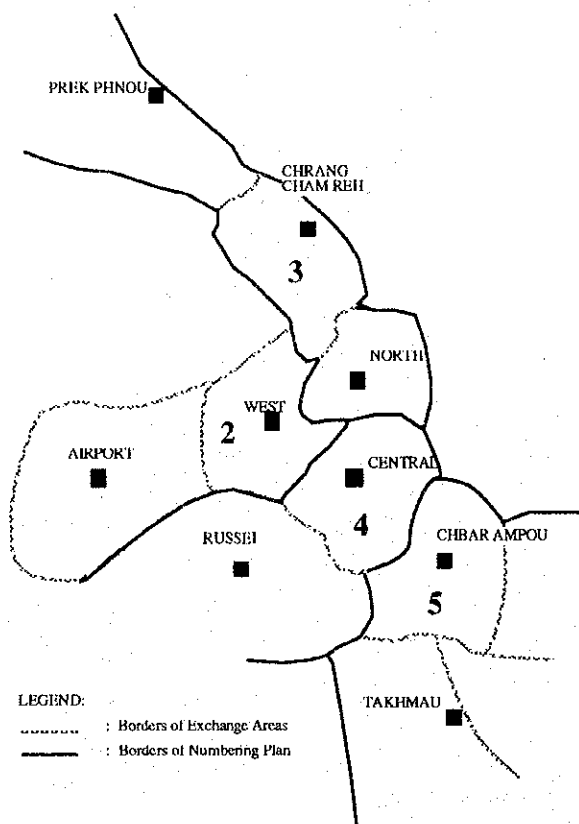 PREK PHNOU
CHRANG
CHAM REH
3
NORTH
WEST
2
AIRPORT
CENTRAL
4
RUSSEI
CHBAR AMPOU
5
TAKHMAU
LEGEND:
: Borders of Exchange Areas
: Borders of Numbering Plan